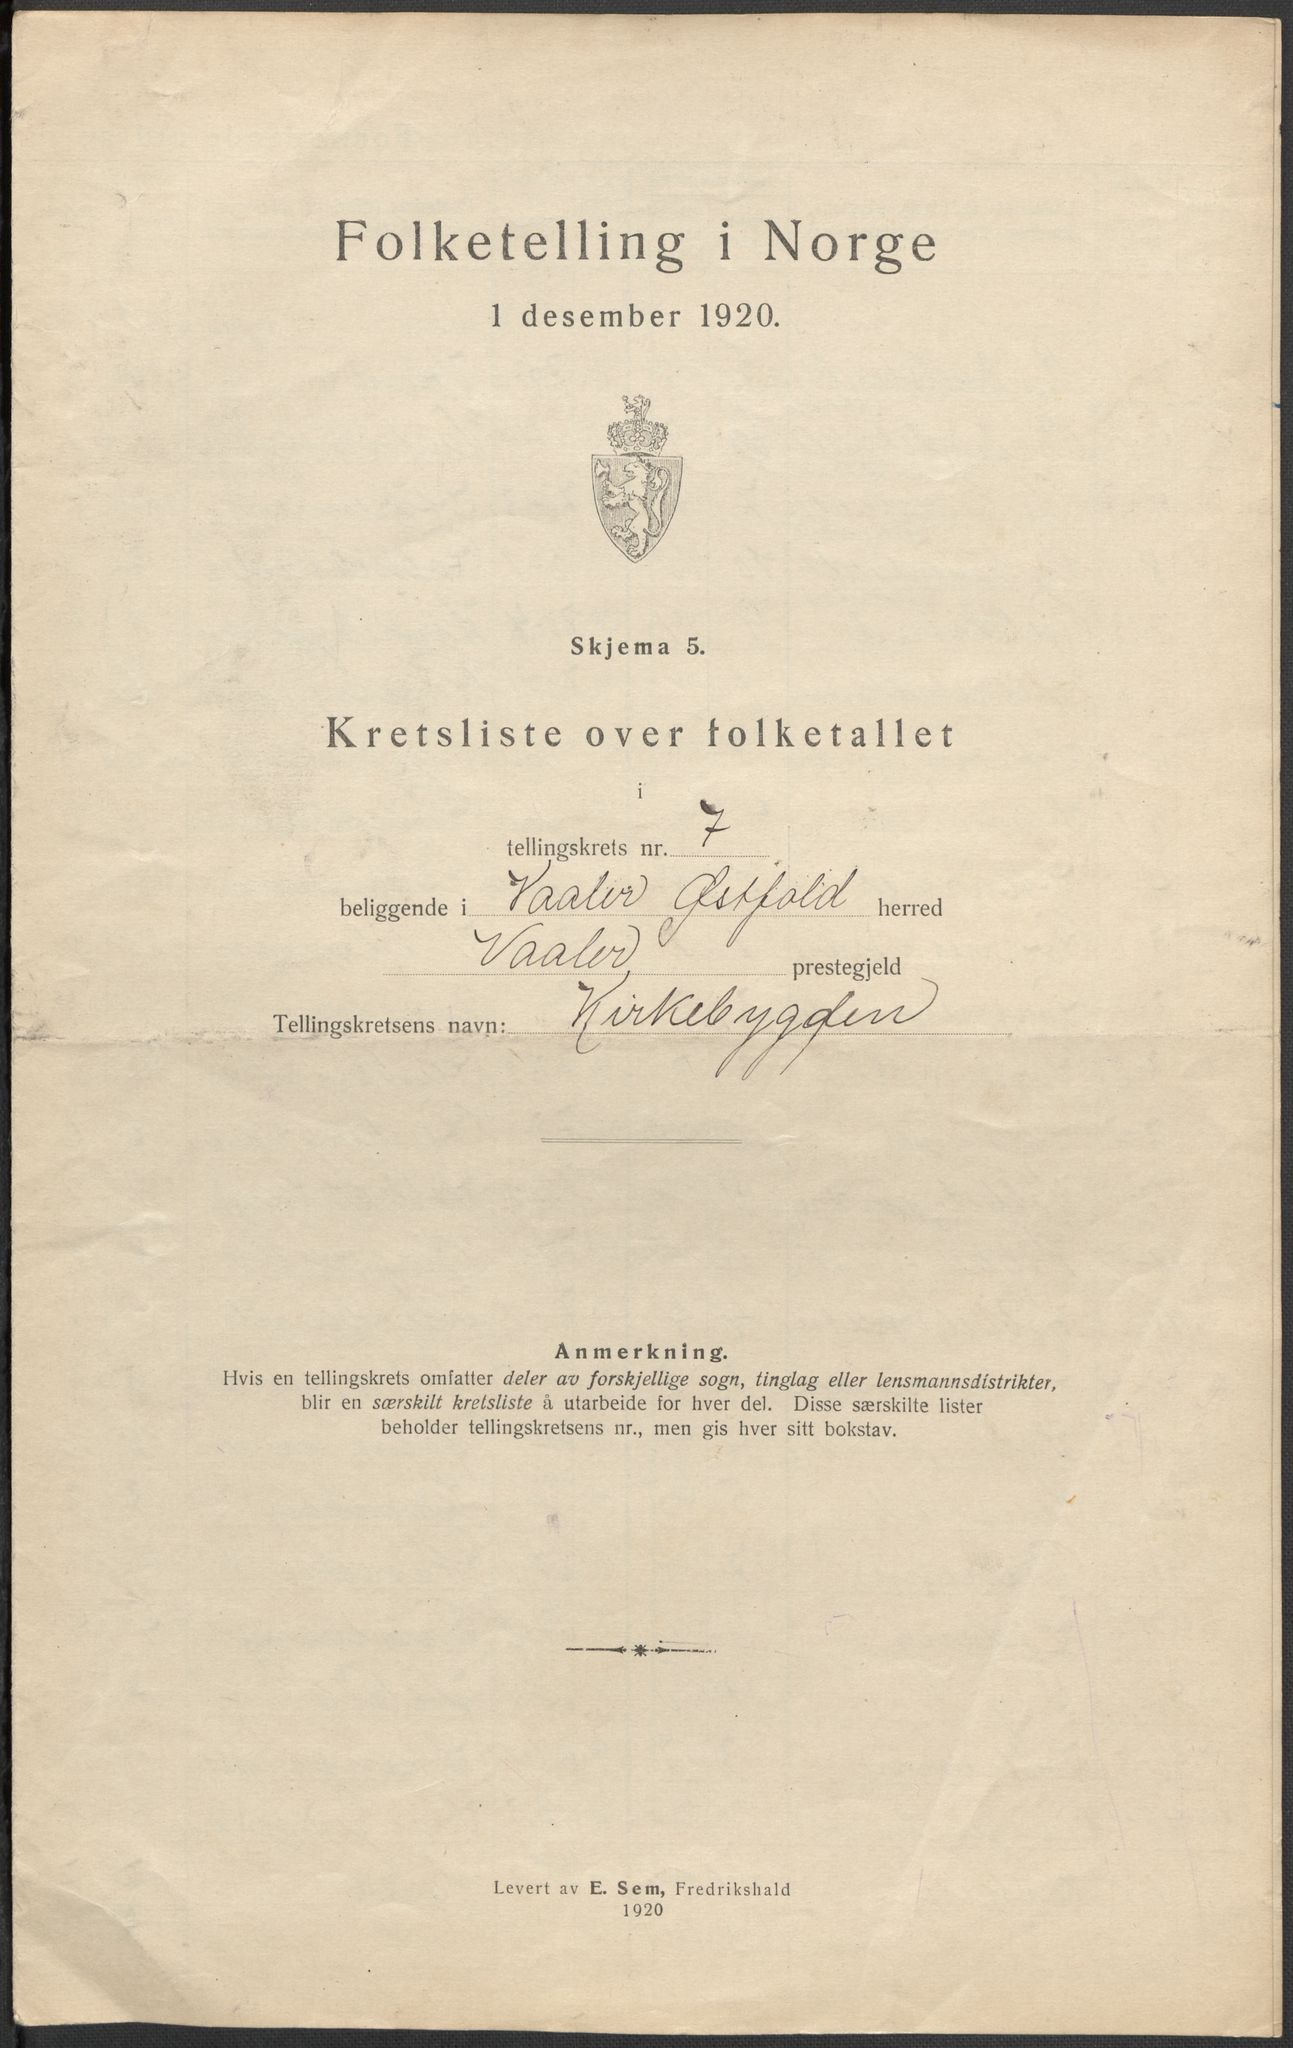 Folketelling i Norge
1 desember 1920.
Skjema 5.
Kretsliste over folketallet
i
tellingskrets nr. 7
beliggende i Vaaler Østfold herred
Vaaler prestegjeld
Tellingskretsens navn: Kirkebygden
Anmerkning.
Hvis en tellingskrets omfatter deler av forskjellige sogn, tinglag eller lensmannsdistrikter,
blir en særskilt kretsliste å utarbeide for hver del. Disse særskilte lister
beholder tellingskretsens nr., men gis hver sitt bokstav.
Levert av E. Sem, Fredrikshald
1920